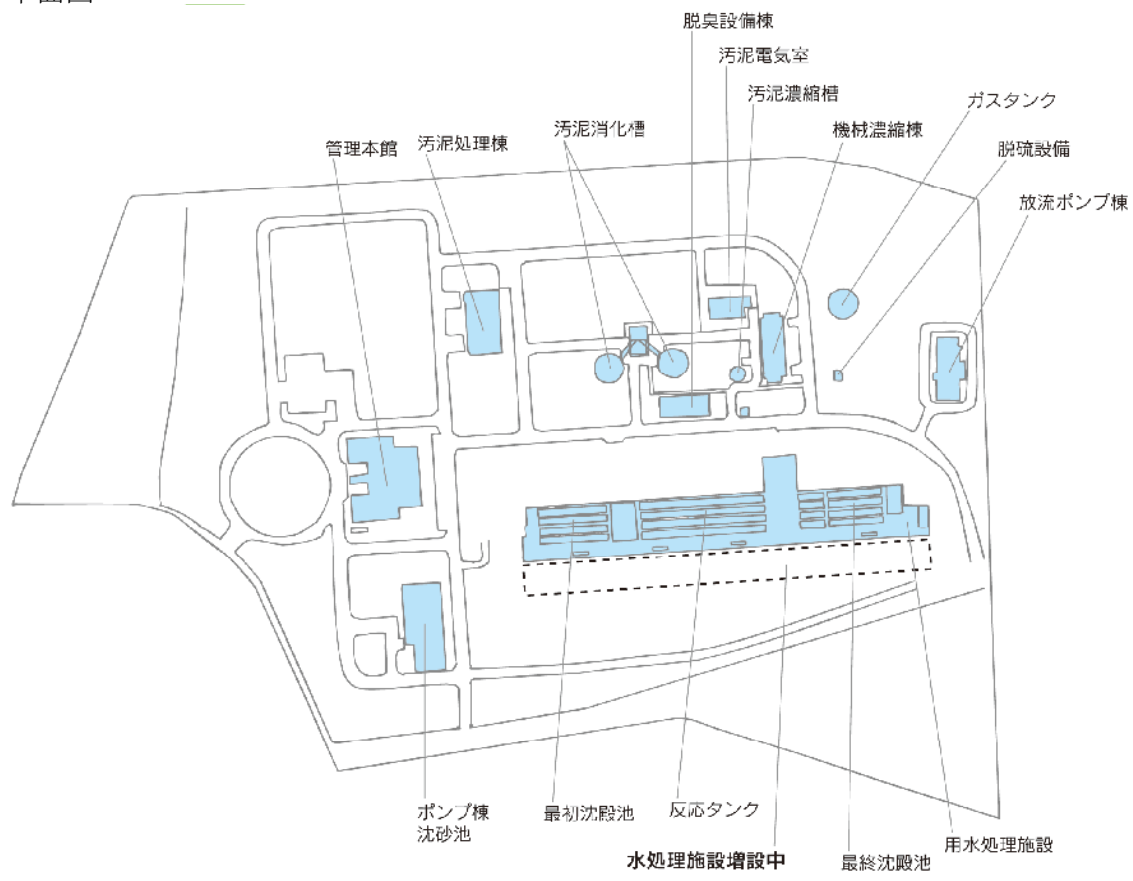 脱臭設備棟
汚泥電気室
汚泥濃縮槽
ガスタンク
汚泥消化槽
機械濃縮棟
管理本館
汚泥処理棟
脱硫設備
放流ポンプ棟
ポンプ棟
沈砂池
最初沈殿池
反応タンク
水処理施設増設中
最終沈殿池
用水処理施設